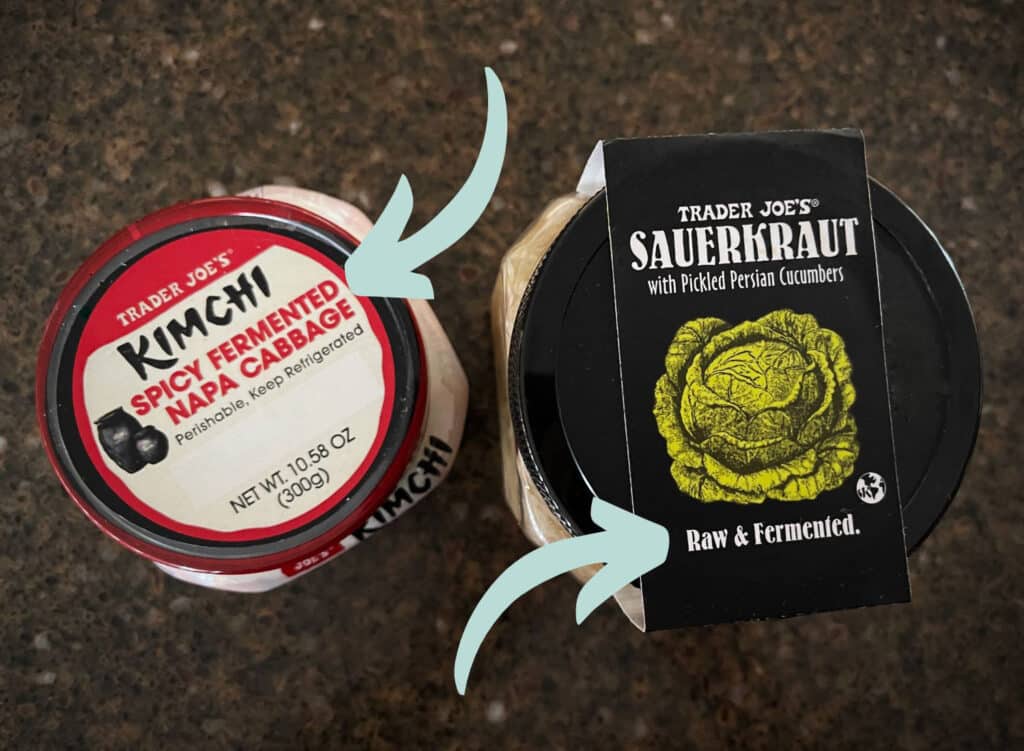 TRADER JOE'S®
KIMCHI
SPICY FERMENTED
NAPA CABBAGE
Perishable, Keep Refrigerated
NET WT. 10.58 OZ
(300g)
JOE'S
KIMCHI
TRADER JOE'S®
SAUERKRAUT
with Pickled Persian Cucumbers
Raw & Fermented.